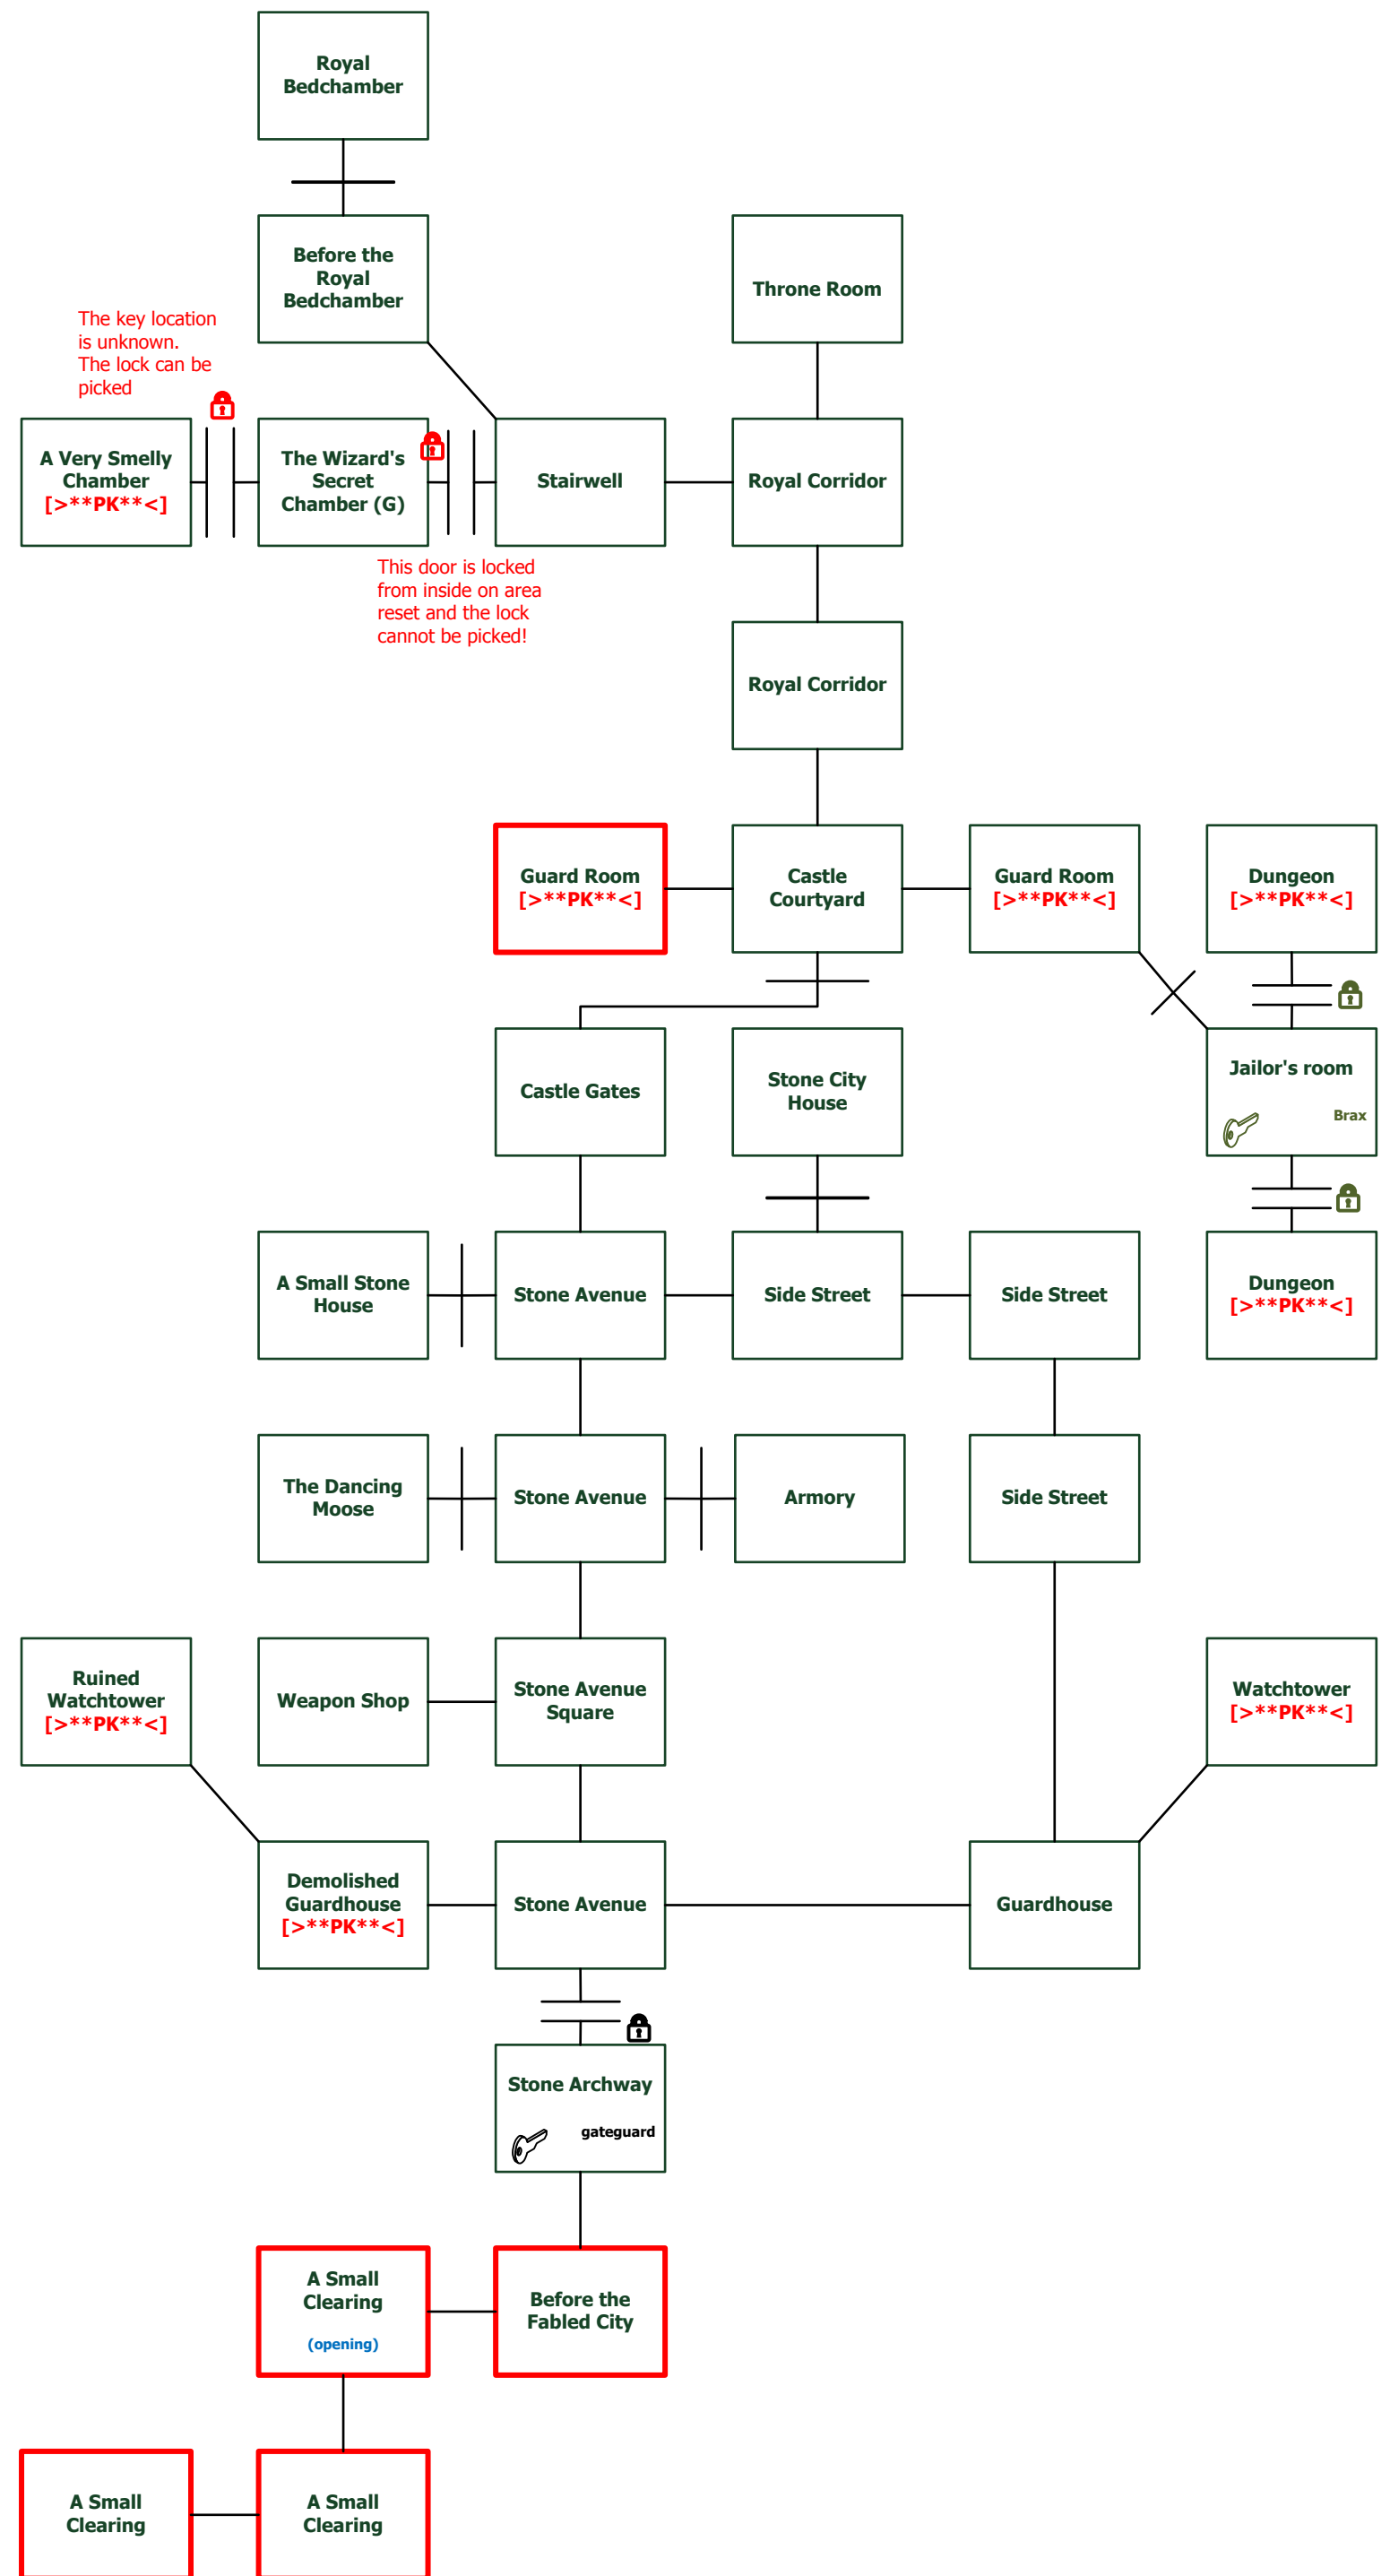 Royal
Bedchamber
Before the
Royal
Bedchamber
Throne Room
The key location
is unknown.
The lock can be
picked
A Very Smelly
Chamber
[>**PK**<]
The Wizard's
Secret
Chamber (G)
Stairwell
Royal Corridor
This door is locked
from inside on area
reset and the lock
cannot be picked!
Royal Corridor
Guard Room
[>**PK**<]
Castle
Courtyard
Guard Room
[>**PK**<]
Dungeon
[>**PK**<]
Castle Gates
Stone City
House
Jailor's room
Brax
A Small Stone
House
Stone Avenue
Side Street
Side Street
Dungeon
[>**PK**<]
The Dancing
Moose
Stone Avenue
Armory
Side Street
Ruined
Watchtower
[>**PK**<]
Weapon Shop
Stone Avenue
Square
Watchtower
[>**PK**<]
Demolished
Guardhouse
[>**PK**<]
Stone Avenue
Guardhouse
Stone Archway
gateguard
A Small
Clearing
(opening)
Before the
Fabled City
A Small
Clearing
A Small
Clearing